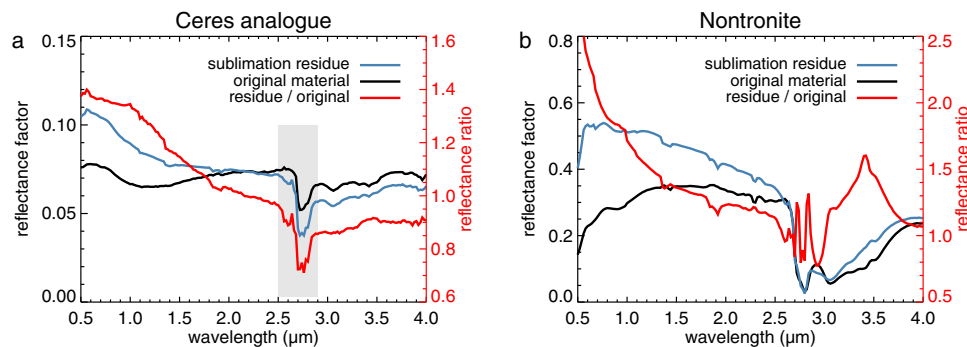 Ceres analogue
a
0.15
0.10
0.05
0.00
reflectance factor
sublimation residue
original material
residue / original
1.6
1.4
1.2
1.0
0.8
0.6
reflectance ratio
0.5 1.0 1.5 2.0 2.5 3.0 3.5 4.0
wavelength (µm)
Nontronite
b
0.8
0.6
0.4
0.2
0.0
reflectance factor
sublimation residue
original material
residue / original
2.5
2.0
1.5
1.0
0.5
reflectance ratio
0.5 1.0 1.5 2.0 2.5 3.0 3.5 4.0
wavelength (µm)